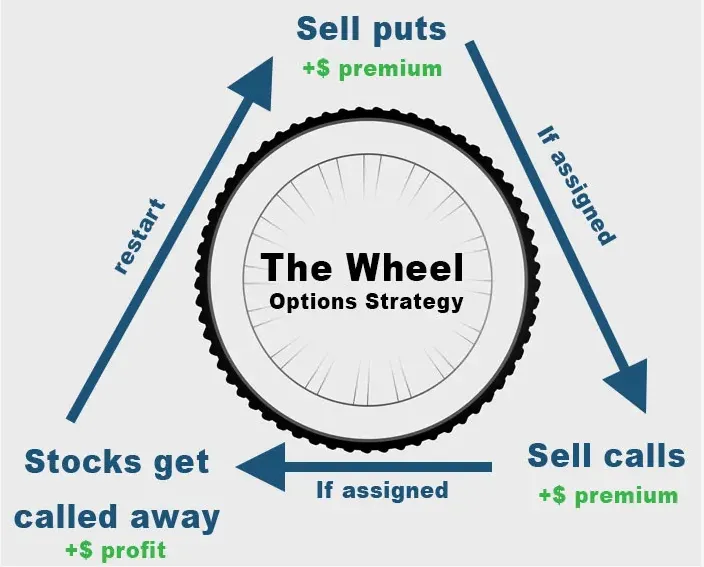 Sell puts
+$ premium
If assigned
restart
The Wheel
Options Strategy
Sell calls
+$ premium
If assigned
Stocks get
called away
+$ profit